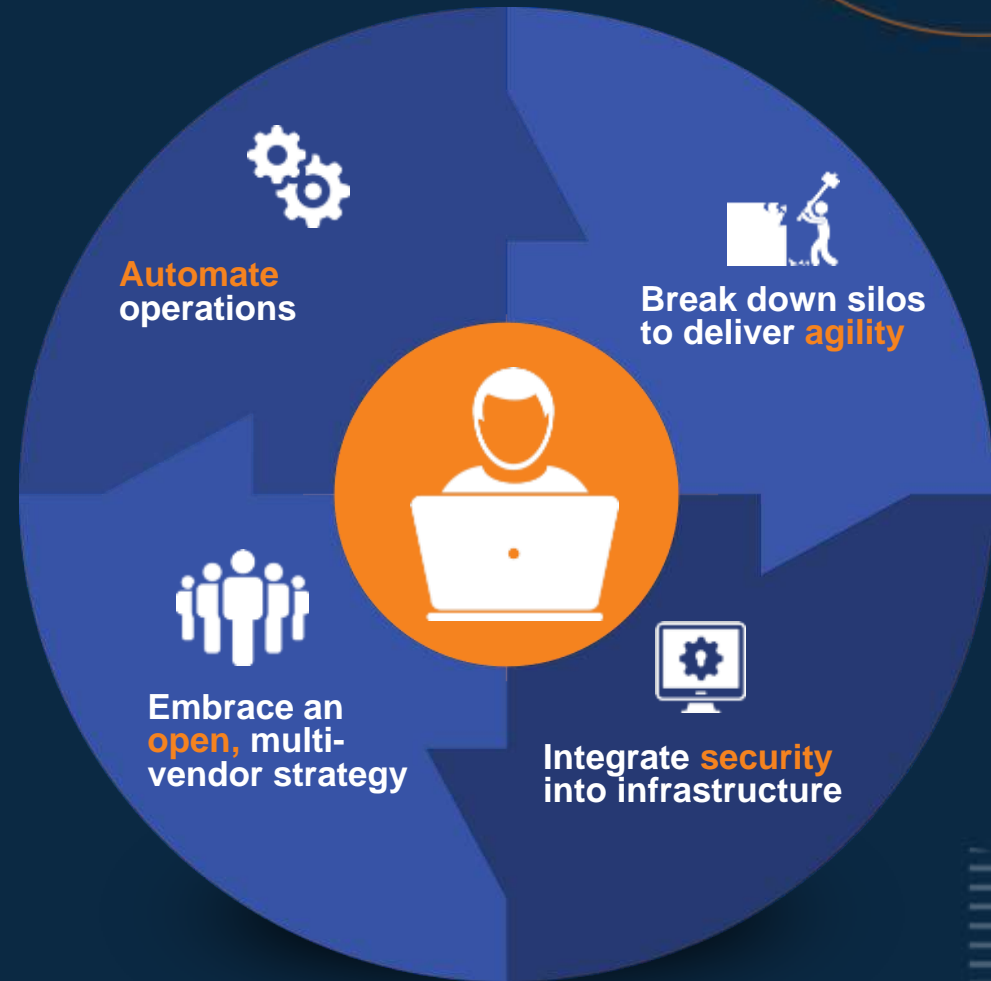 Automate
operations
Break down silos
to deliver agility
Embrace an
open, multi-
vendor strategy
Integrate security
into infrastructure